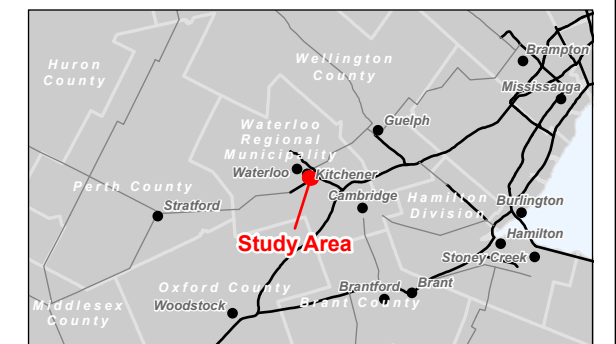 Brampton
Huron
County
Wellington
County
Mississauga
Guelph
Waterloo
Regional
Municipality
Waterloo
Kitchener
Perth County
Cambridge
Hamilton
Division
Burlington
Stratford
Hamilton
Study Area
Stoney Creek
Oxford County
Brantford
Brant
Middlesex
County
Woodstock
Brant County